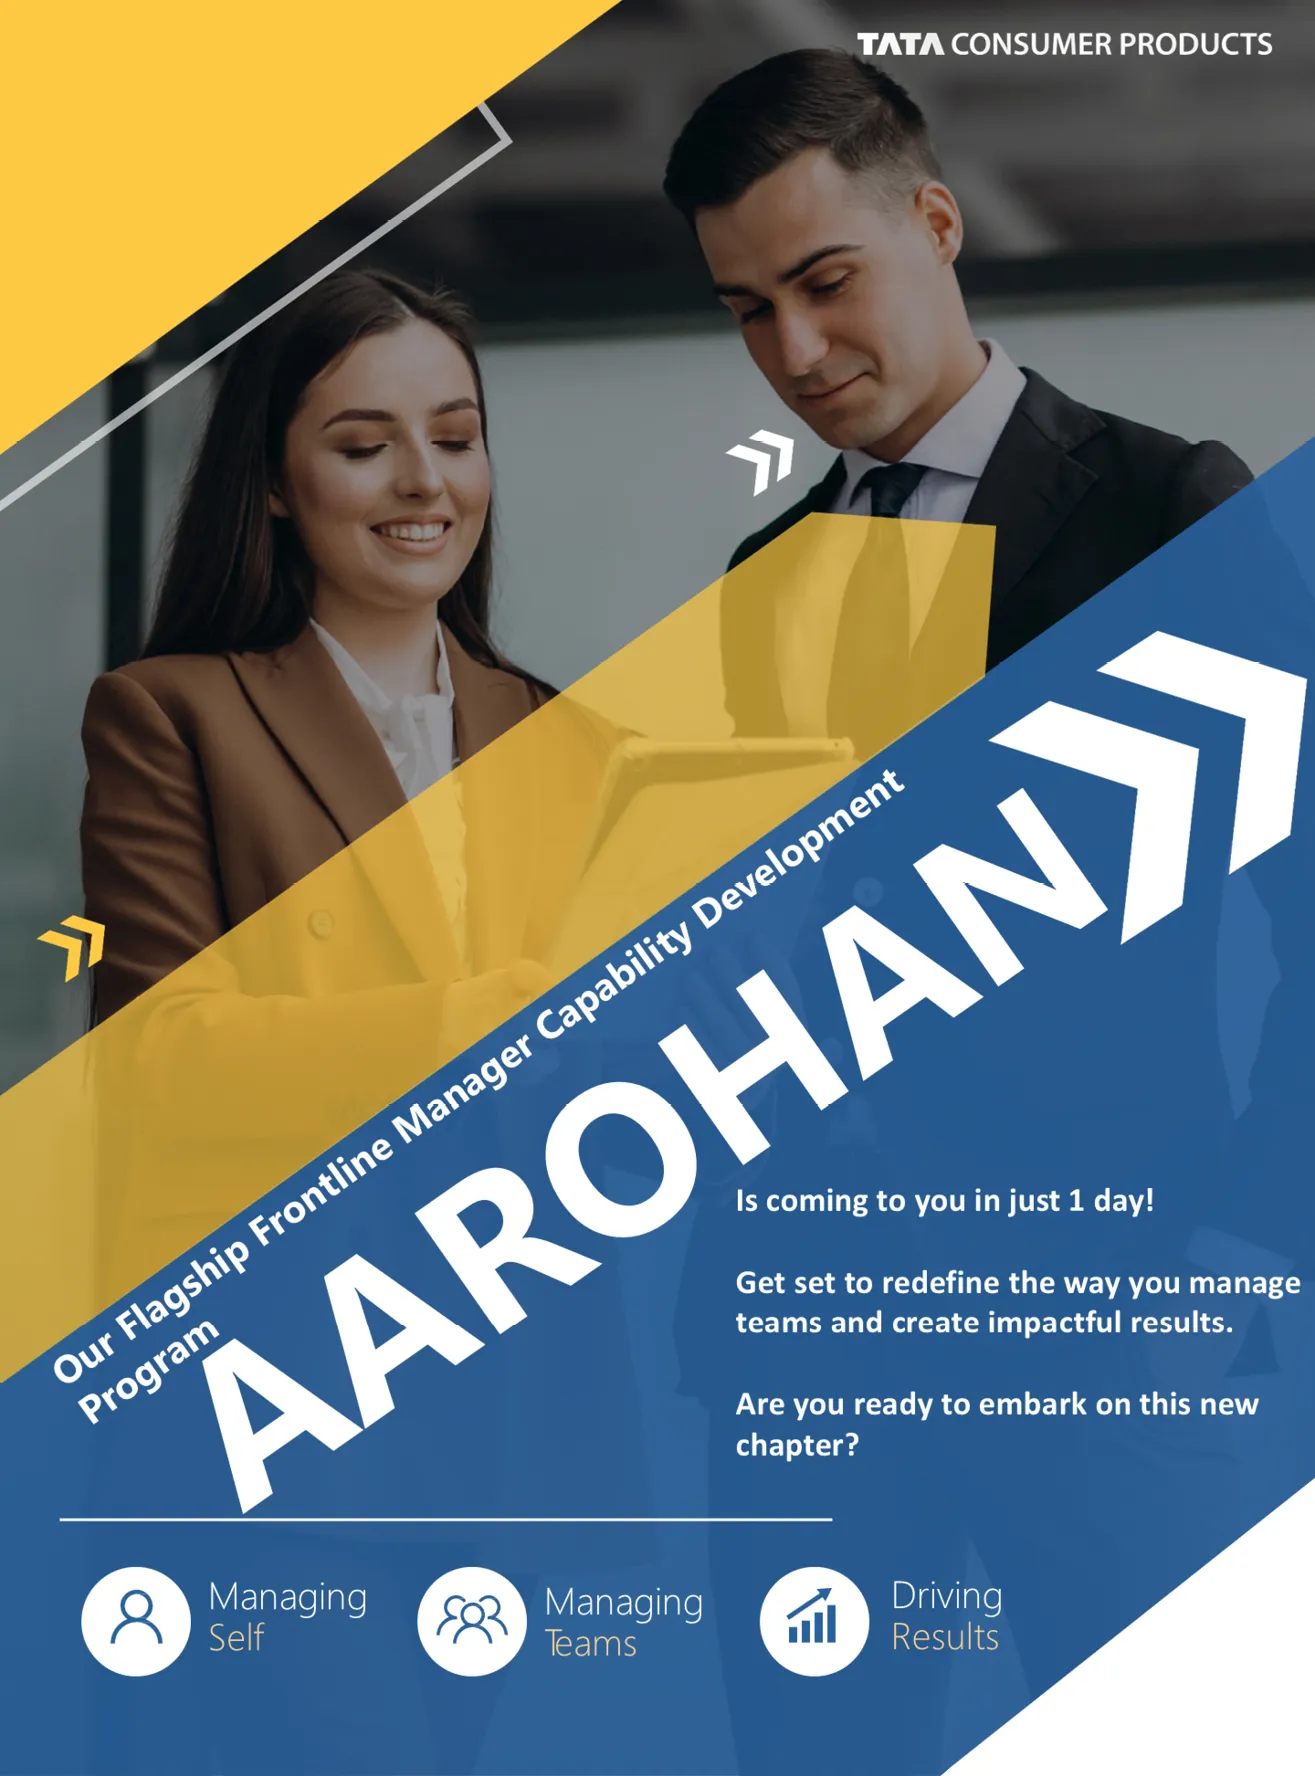 TATA CONSUMER PRODUCTS
Our Flagship Frontline Manager Capability Development
Program
AAROHAN
Is coming to you in just 1 day!
Get set to redefine the way you manage
teams and create impactful results.
Are you ready to embark on this new
chapter?
Managing
Self
Managing
Teams
Driving
Results